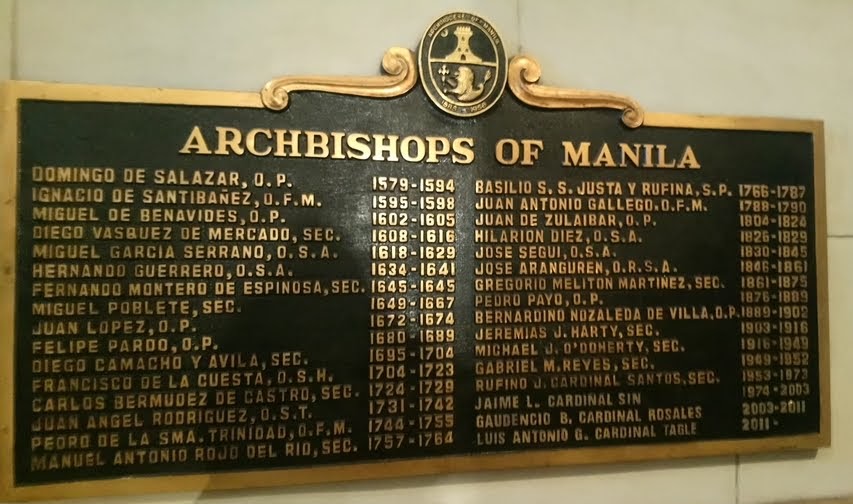 ARCHDIOCESE OF MANILA
ARCHBISHOPS OF MANILA
DOMINGO DE SALAZAR, O.P. 1579-1594
IGNACIO DE SANTIBAÑEZ, O.F.M. 1595-1598
MIGUEL DE BENAVIDES, O.P. 1602-1605
DIEGO VASQUEZ DE MERCADO, SEC. 1608-1616
MIGUEL GARCIA SERRANO, O.S.A. 1618-1629
HERNANDO GUERRERO, O.S.A. 1634-1641
FERNANDO MONTERO DE ESPINOSA, SEC. 1645-1645
MIGUEL POBLETE, SEC. 1649-1667
JUAN LOPEZ, O.P. 1672-1674
FELIPE PARDO, O.P. 1680-1689
DIEGO CAMACHO Y AVILA, SEC. 1695-1704
FRANCISCO DE LA CUESTA, O.S.H. 1704-1723
CARLOS BERMUDEZ DE CASTRO, SEC. 1724-1729
JUAN ANGEL RODRIGUEZ, O.S.T. 1731-1742
PEDRO DE LA SMA. TRINIDAD, O.F.M. 1744-1755
MANUEL ANTONIO ROJO DEL RIO, SEC. 1757-1764
BASILIO S. S. JUSTA Y RUFINA, S.P. 1766-1787
JUAN ANTONIO GALLEGO. O.F.M. 1788-1790
JUAN DE ZULAIBAR, O.P. 1804-1824
HILARION DIEZ, O.S.A. 1826-1829
JOSE SEGUI, O.S.A. 1830-1845
JOSE ARANGUREN, O.R.S.A. 1846-1861
GREGORIO MELITON MARTIÑEZ, SEC. 1861-1875
PEDRO PAYO, O.P. 1876-1889
BERNARDINO NOZALEDA DE VILLA, O.P. 1889-1903
JEREMIAS J. HARTY, SEC. 1903-1916
MICHAEL J. O'DOHERTY, SEC. 1916-1949
GABRIEL M. REYES, SEC. 1949-1952
RUFINO J. CARDINAL SANTOS, SEC. 1953-1973
JAIME L. CARDINAL SIN 1974-2003
GAUDENCIO B. CARDINAL ROSALES 2003-2011
LUIS ANTONIO G. CARDINAL TAGLE 2011-